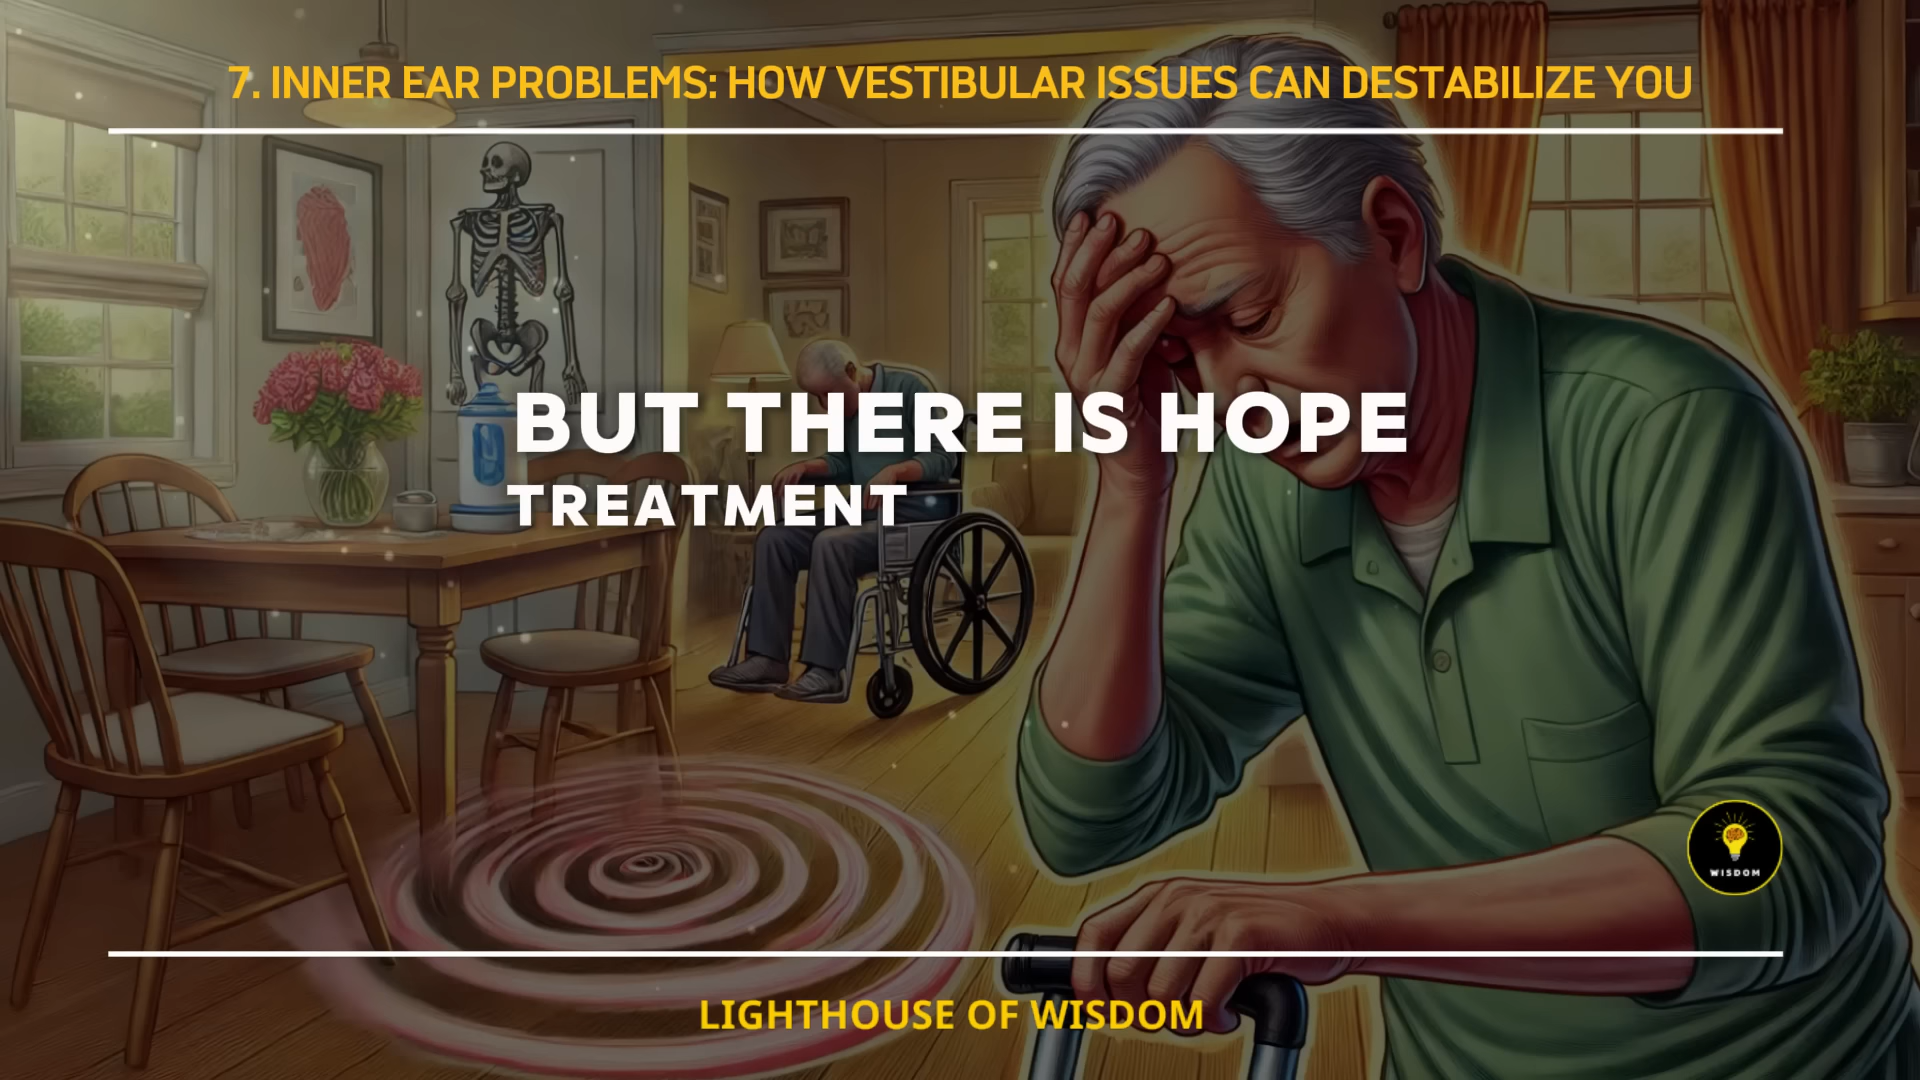 7. INNER EAR PROBLEMS: HOW VESTIBULAR ISSUES CAN DESTABILIZE YOU
BUT THERE IS HOPE
TREATMENT
WISDOM
LIGHTHOUSE OF WISDOM